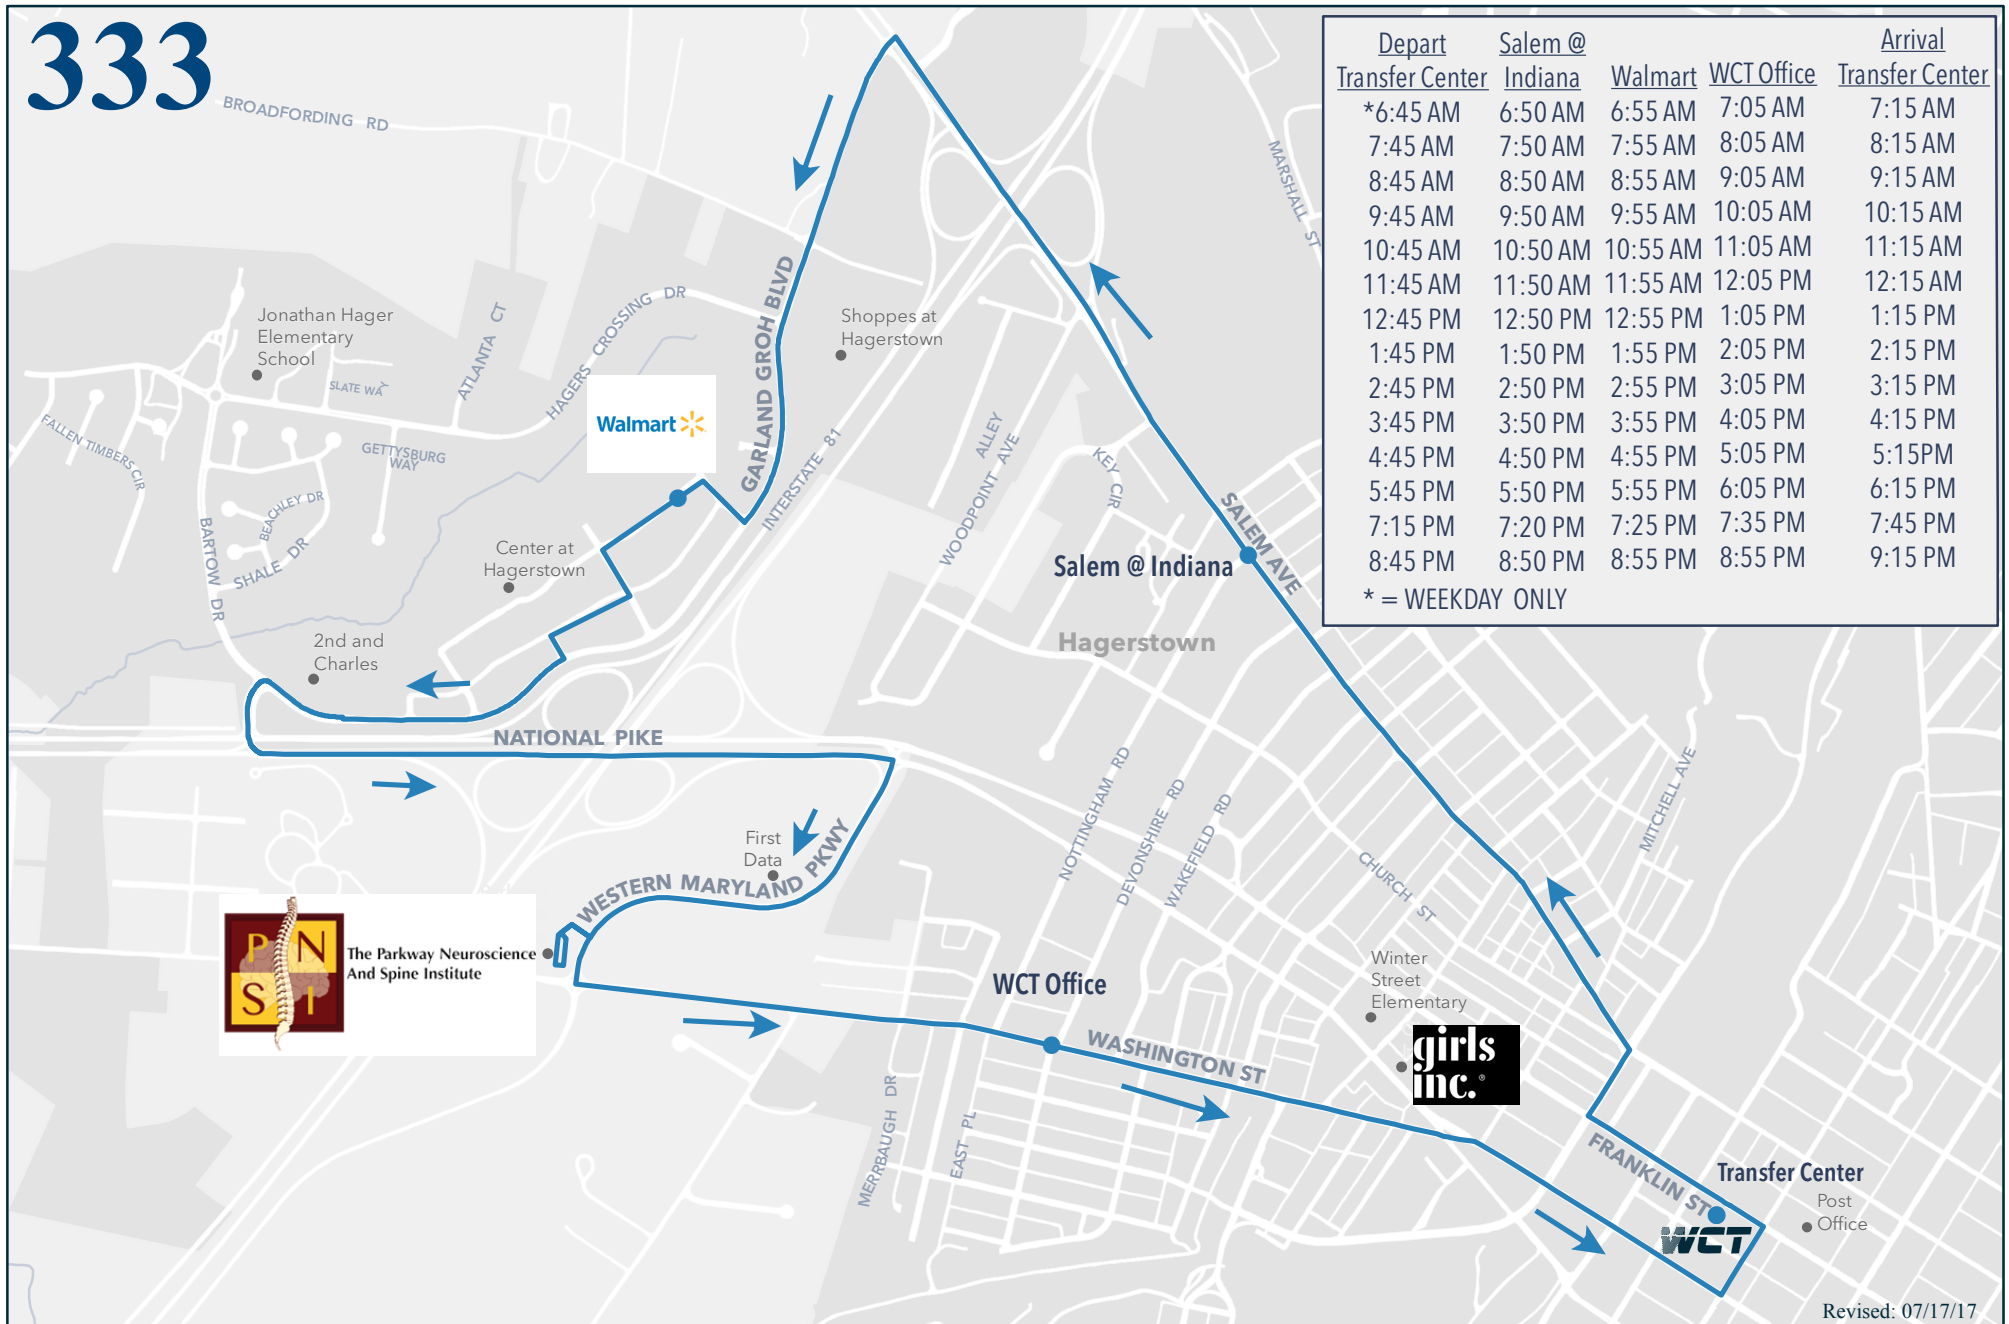 333
Depart
Transfer Center
Salem @
Indiana
Walmart
WCT Office
Arrival
Transfer Center
*6:45 AM 6:50 AM 6:55 AM 7:05 AM 7:15 AM
7:45 AM 7:50 AM 7:55 AM 8:05 AM 8:15 AM
8:45 AM 8:50 AM 8:55 AM 9:05 AM 9:15 AM
9:45 AM 9:50 AM 9:55 AM 10:05 AM 10:15 AM
10:45 AM 10:50 AM 10:55 AM 11:05 AM 11:15 AM
11:45 AM 11:50 AM 11:55 AM 12:05 PM 12:15 AM
12:45 PM 12:50 PM 12:55 PM 1:05 PM 1:15 PM
1:45 PM 1:50 PM 1:55 PM 2:05 PM 2:15 PM
2:45 PM 2:50 PM 2:55 PM 3:05 PM 3:15 PM
3:45 PM 3:50 PM 3:55 PM 4:05 PM 4:15 PM
4:45 PM 4:50 PM 4:55 PM 5:05 PM 5:15PM
5:45 PM 5:50 PM 5:55 PM 6:05 PM 6:15 PM
7:15 PM 7:20 PM 7:25 PM 7:35 PM 7:45 PM
8:45 PM 8:50 PM 8:55 PM 8:55 PM 9:15 PM
* = WEEKDAY ONLY
BROADFORDING RD
MARSHALL ST
Jonathan Hager
Elementary
School
SLATE WAY
ATLANTA CT
HAGERS CROSSING DR
GARLAND GROH BLVD
Shoppes at
Hagerstown
Walmart
FALLEN TIMBERS CIR
GETTYSBURG
WAY
BEACHLEY DR
SHALE DR
BARTOW DR
INTERSTATE 81
ALLEY
WOODPOINT AVE
KEY CIR
SALEM AVE
Center at
Hagerstown
Salem @ Indiana
Hagerstown
2nd and
Charles
NATIONAL PIKE
First
Data
WESTERN MARYLAND PKWY
NOTTINGHAM RD
DEVONSHIRE RD
WAKEFIELD RD
CHURCH ST
MITCHELL AVE
P N
S I
The Parkway Neuroscience
And Spine Institute
WCT Office
WASHINGTON ST
Winter
Street
Elementary
girls
inc.®
MERRBAUGH DR
EAST PL
FRANKLIN ST
Transfer Center
Post
Office
WCT
Revised: 07/17/17